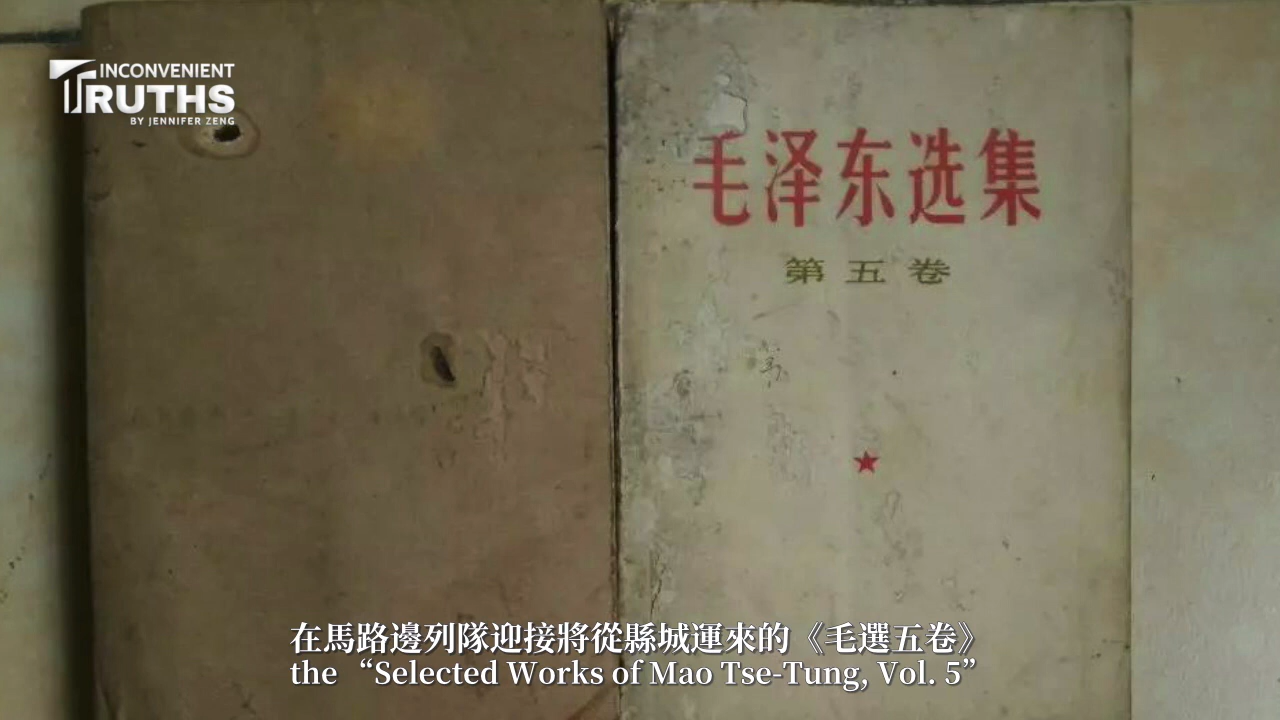 INCONVENIENT
TRUTHS
BY JENNIFER ZENG
毛泽东选集
第五卷
在馬路邊列隊迎接將從縣城運來的《毛選五卷》
the “Selected Works of Mao Tse-Tung, Vol. 5”